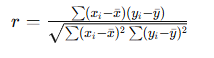 r = ∑(xᵢ−x̄)(yᵢ−ȳ) / √∑(xᵢ−x̄)² ∑(yᵢ−ȳ)²